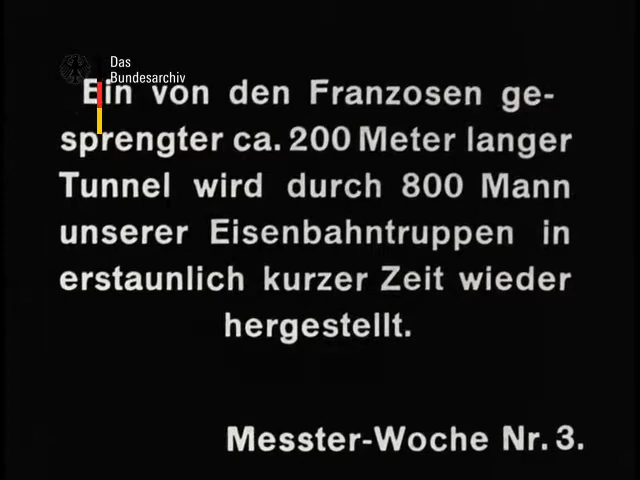 Das
Bundesarchiv
Ein von den Franzosen ge-
sprengter ca. 200 Meter langer
Tunnel wird durch 800 Mann
unserer Eisenbahntruppen in
erstaunlich kurzer Zeit wieder
hergestellt.
Messter-Woche Nr. 3.